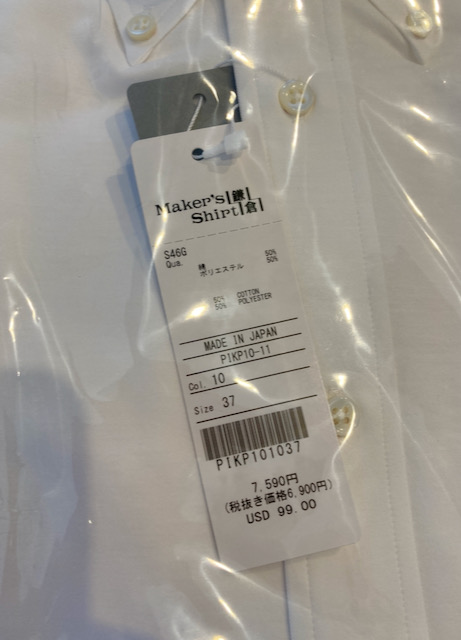 Maker's 鎌
Shirt 倉
S46G
Qua. 綿 50%
ポリエステル 50%
50% COTTON
50% POLYESTER
MADE IN JAPAN
PIKP10-11
Col. 10
Size 37
PIKP101037
7,590円
(税抜き価格6,900円)
USD 99.00